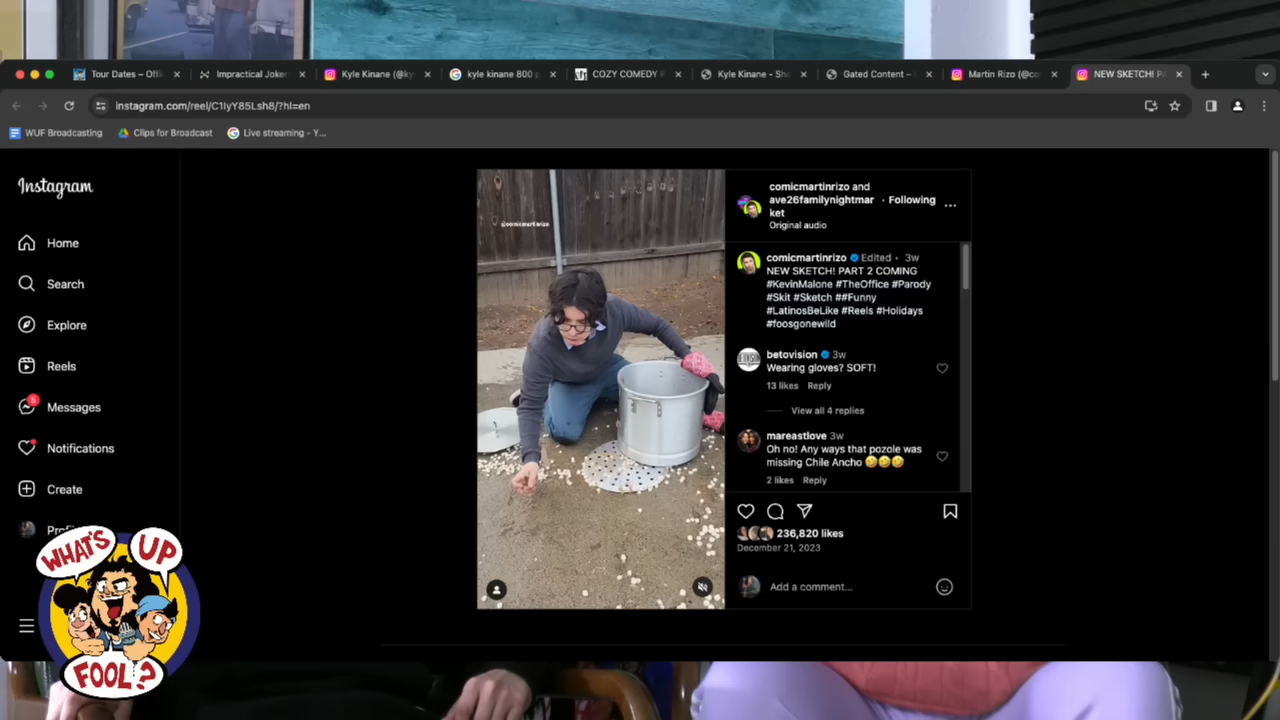 Tour Dates – Offi
Impractical Joker
Kyle Kinane (@ky
kyle kinane 800 p
COZY COMEDY F
Kyle Kinane - Sho
Gated Content –
Martin Rizo (@co
NEW SKETCH! PA
instagram.com/reel/C1IyY85Lsh8/?hl=en
WUF Broadcasting
Clips for Broadcast
Live streaming - Y...
Instagram
Home
Search
Explore
Reels
5
Messages
Notifications
Create
Profi
@comicmartinrizo
comicmartinrizo and
ave26familynightmar
ket
• Following
Original audio
comicmartinrizo Edited • 3w
NEW SKETCH! PART 2 COMING
#KevinMalone #TheOffice #Parody
#Skit #Sketch ##Funny
#LatinosBeLike #Reels #Holidays
#foosgonewild
betovision 3w
Wearing gloves? SOFT!
13 likes Reply
View all 4 replies
mareastlove 3w
Oh no! Any ways that pozole was
missing Chile Ancho 🤣🤣🤣
2 likes Reply
236,820 likes
December 21, 2023
Add a comment...
WHAT'S
UP
FOOL?